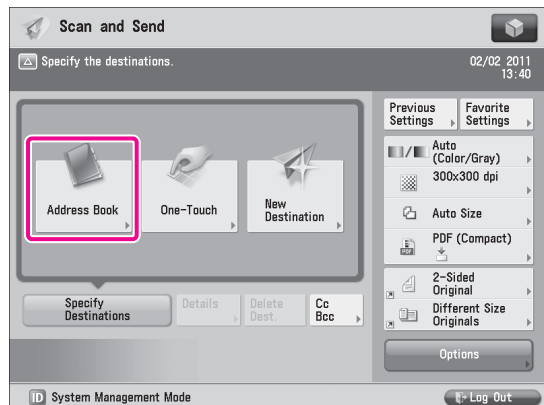 Scan and Send
Specify the destinations.
02/02 2011
13:40
Previous
Settings
Favorite
Settings
Auto
(Color/Gray)
300x300 dpi
Auto Size
PDF (Compact)
2-Sided
Original
Different Size
Originals
Options
Address Book
One-Touch
New
Destination
Specify
Destinations
Details
Delete
Dest.
Cc
Bcc
ID System Management Mode
Log Out